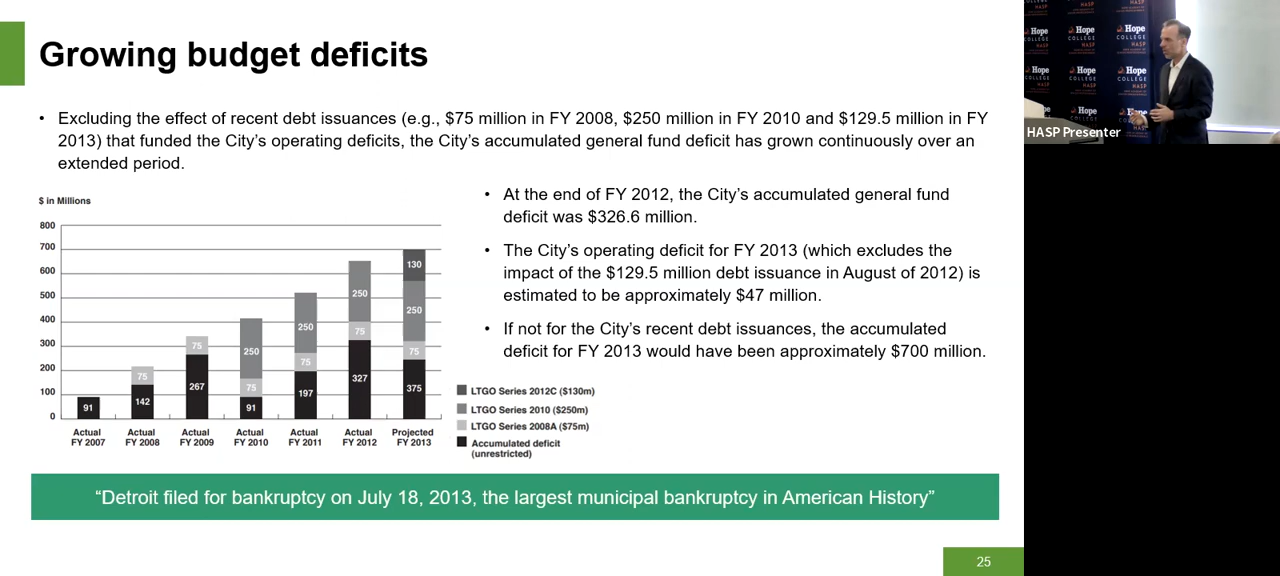 Growing budget deficits
• Excluding the effect of recent debt issuances (e.g., $75 million in FY 2008, $250 million in FY 2010 and $129.5 million in FY
2013) that funded the City's operating deficits, the City's accumulated general fund deficit has grown continuously over an
extended period.
$ in Millions
800
700
600
500
400
300
200
100
0
91
75
142
75
267
250
75
91
250
75
197
250
75
327
130
250
75
375
Actual Actual Actual Actual Actual Actual Projected
FY 2007 FY 2008 FY 2009 FY 2010 FY 2011 FY 2012 FY 2013
• At the end of FY 2012, the City's accumulated general fund
deficit was $326.6 million.
• The City's operating deficit for FY 2013 (which excludes the
impact of the $129.5 million debt issuance in August of 2012) is
estimated to be approximately $47 million.
• If not for the City's recent debt issuances, the accumulated
deficit for FY 2013 would have been approximately $700 million.
LTGO Series 2012C ($130m)
LTGO Series 2010 ($250m)
LTGO Series 2008A ($75m)
Accumulated deficit
(unrestricted)
“Detroit filed for bankruptcy on July 18, 2013, the largest municipal bankruptcy in American History”
25
Hope
COLLEGE
HASP
HASP Presenter